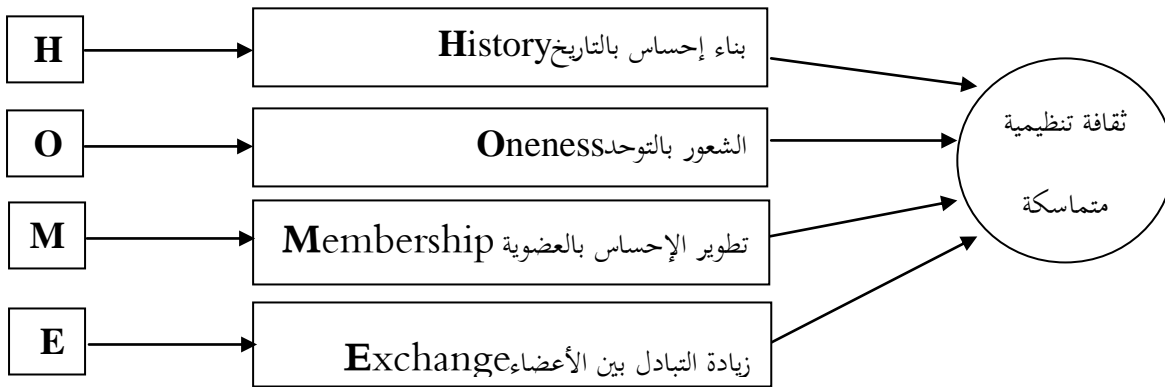 H
بناء إحساس بالتاريخHistory
O
الشعور بالتوحدOneness
M
تطوير الإحساس بالعضوية Membership
E
زيادة التبادل بين الأعضاءExchange
ثقافة تنظيمية
متماسكة